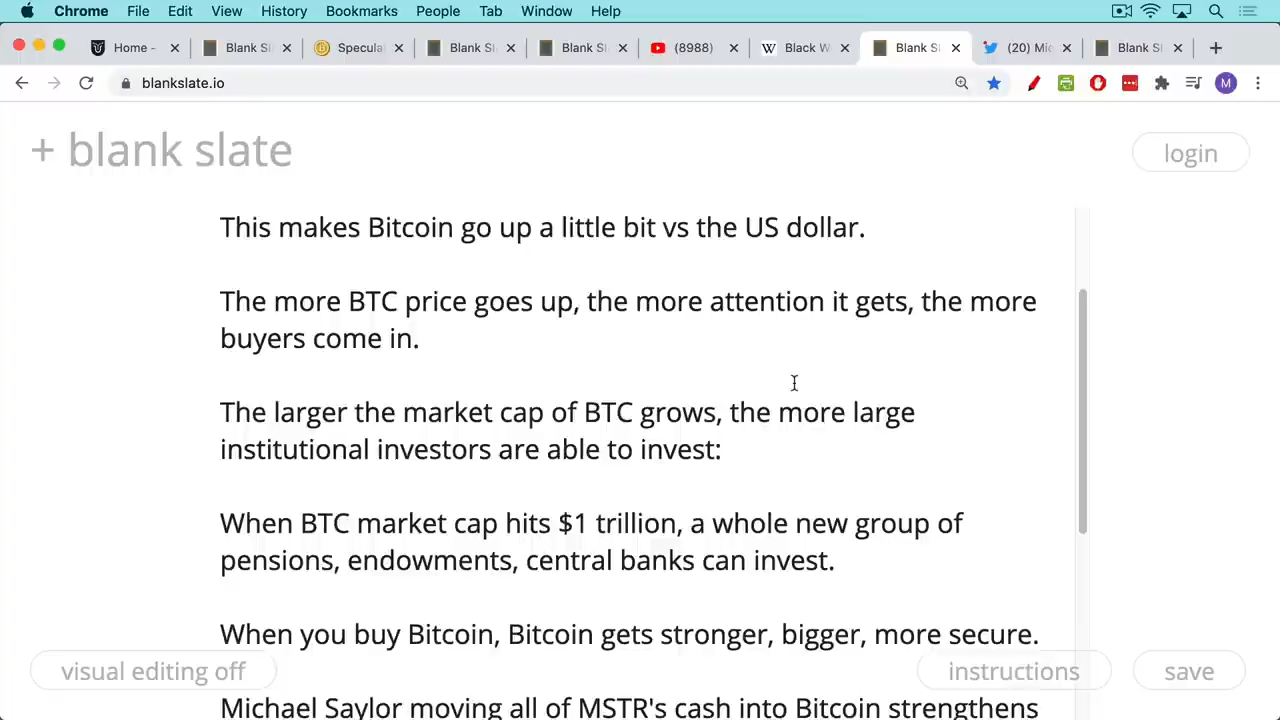 Chrome File Edit View History Bookmarks People Tab Window Help
Home - Blank Sl Specula Blank Sl Blank Sl (8988) Black W Blank Sl (20) Mic Blank Sl
blankslate.io M
+ blank slate
login
This makes Bitcoin go up a little bit vs the US dollar.
The more BTC price goes up, the more attention it gets, the more
buyers come in.
The larger the market cap of BTC grows, the more large
institutional investors are able to invest:
When BTC market cap hits $1 trillion, a whole new group of
pensions, endowments, central banks can invest.
When you buy Bitcoin, Bitcoin gets stronger, bigger, more secure.
visual editing off instructions save
Michael Saylor moving all of MSTR's cash into Bitcoin strengthens